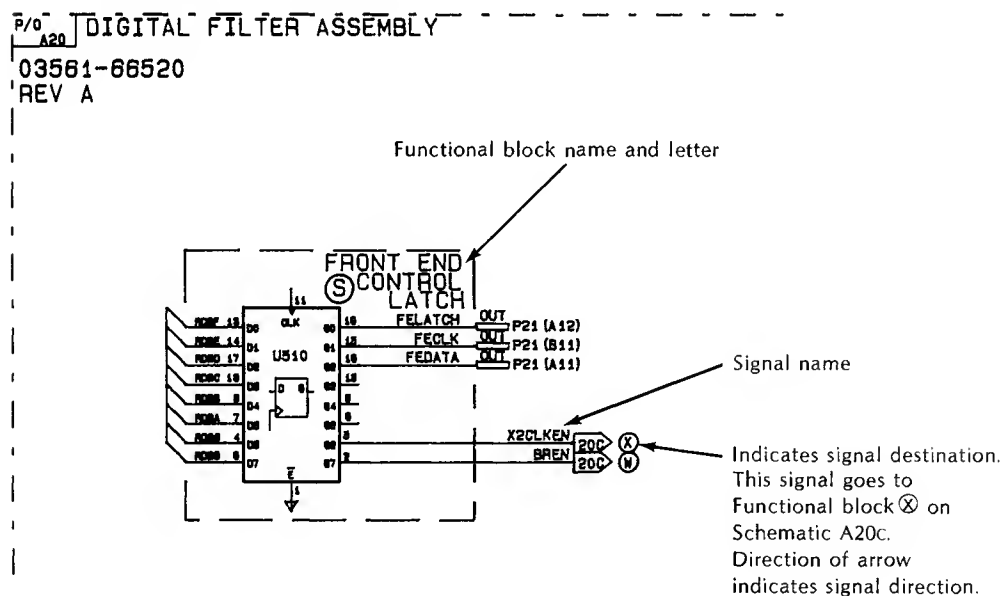 P/O A20 DIGITAL FILTER ASSEMBLY
03561-66520
REV A
Functional block name and letter
FRONT END
Ⓢ CONTROL
LATCH
11
CLK
U510
D Q
E
1
FELATCH OUT P21 (A12)
FECLK OUT P21 (B11)
FEDATA OUT P21 (A11)
Signal name
X2CLKEN 20C Ⓧ
BREN 20C Ⓦ
Indicates signal destination.
This signal goes to
Functional block Ⓧ on
Schematic A20c.
Direction of arrow
indicates signal direction.